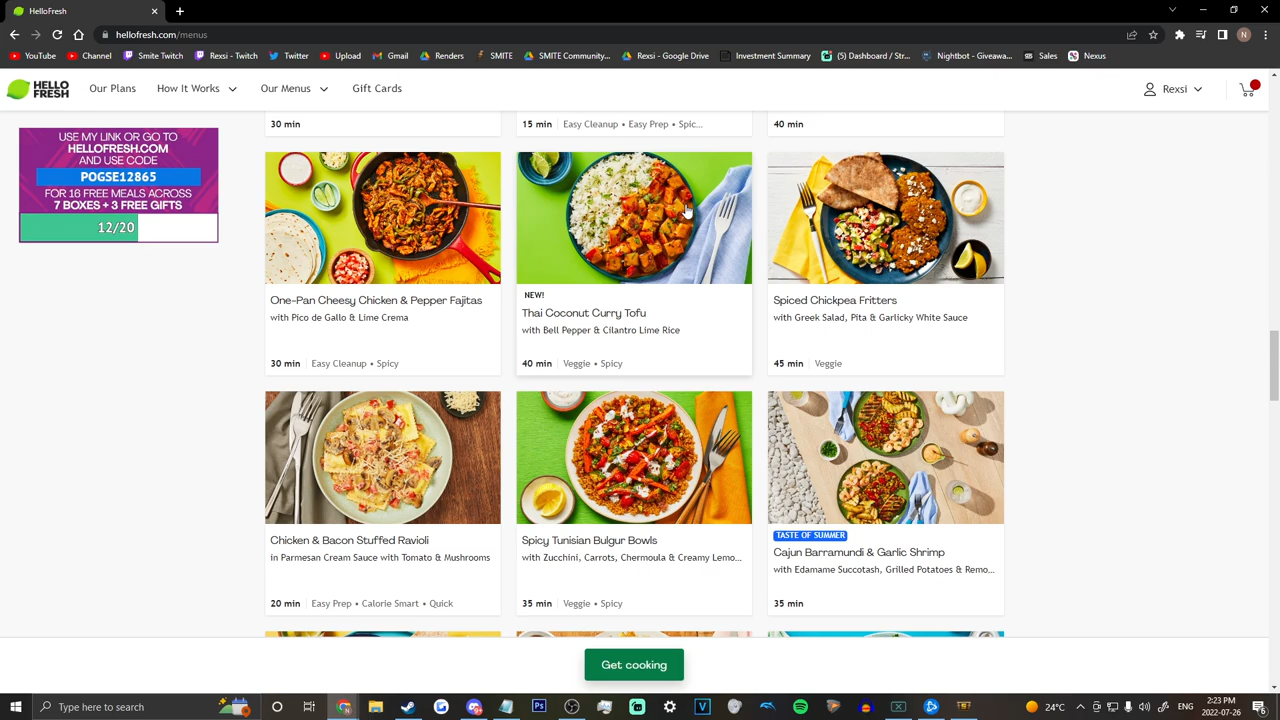 hellofresh.com/menus
YouTube
Channel
Smite Twitch
Rexsi - Twitch
Twitter
Upload
Gmail
Renders
SMITE
SMITE Community...
Rexsi - Google Drive
Investment Summary
(5) Dashboard / Str...
Nightbot - Giveawa...
Sales
Nexus
HELLO
FRESH
Our Plans
How It Works
Our Menus
Gift Cards
Rexsi
USE MY LINK OR GO TO
HELLOFRESH.COM
AND USE CODE
POGSE12865
FOR 16 FREE MEALS ACROSS
7 BOXES + 3 FREE GIFTS
12/20
30 min
15 min Easy Cleanup • Easy Prep • Spic...
40 min
One-Pan Cheesy Chicken & Pepper Fajitas
with Pico de Gallo & Lime Crema
30 min Easy Cleanup • Spicy
NEW!
Thai Coconut Curry Tofu
with Bell Pepper & Cilantro Lime Rice
40 min Veggie • Spicy
Spiced Chickpea Fritters
with Greek Salad, Pita & Garlicky White Sauce
45 min Veggie
Chicken & Bacon Stuffed Ravioli
in Parmesan Cream Sauce with Tomato & Mushrooms
20 min Easy Prep • Calorie Smart • Quick
Spicy Tunisian Bulgur Bowls
with Zucchini, Carrots, Chermoula & Creamy Lemo...
35 min Veggie • Spicy
TASTE OF SUMMER
Cajun Barramundi & Garlic Shrimp
with Edamame Succotash, Grilled Potatoes & Remo...
35 min
Get cooking
Type here to search
24°C
2:23 PM
2022-07-26